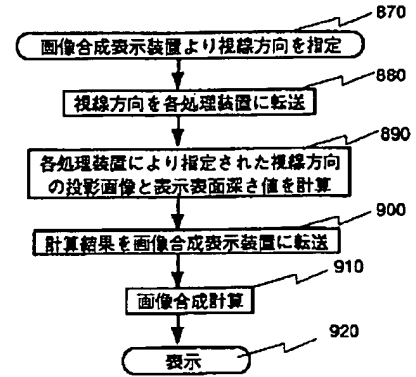 画像合成表示装置より視線方向を指定
870
視線方向を各処理装置に転送
880
各処理装置により指定された視線方向
の投影画像と表示表面深さ値を計算
890
計算結果を画像合成表示装置に転送
900
画像合成計算
910
表示
920